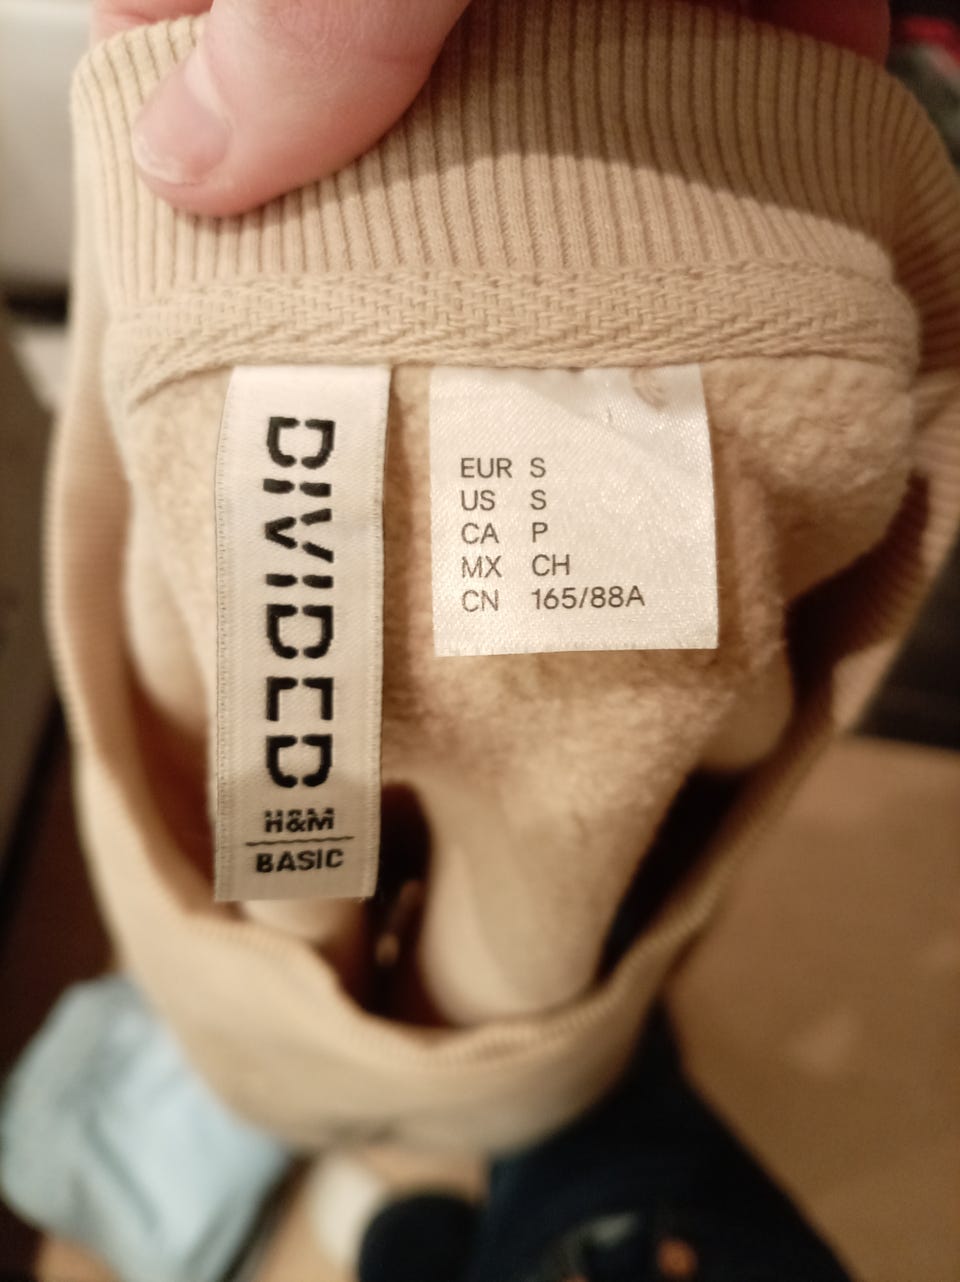 DIVIDED
H&M
BASIC
EUR S
US S
CA P
MX CH
CN 165/88A